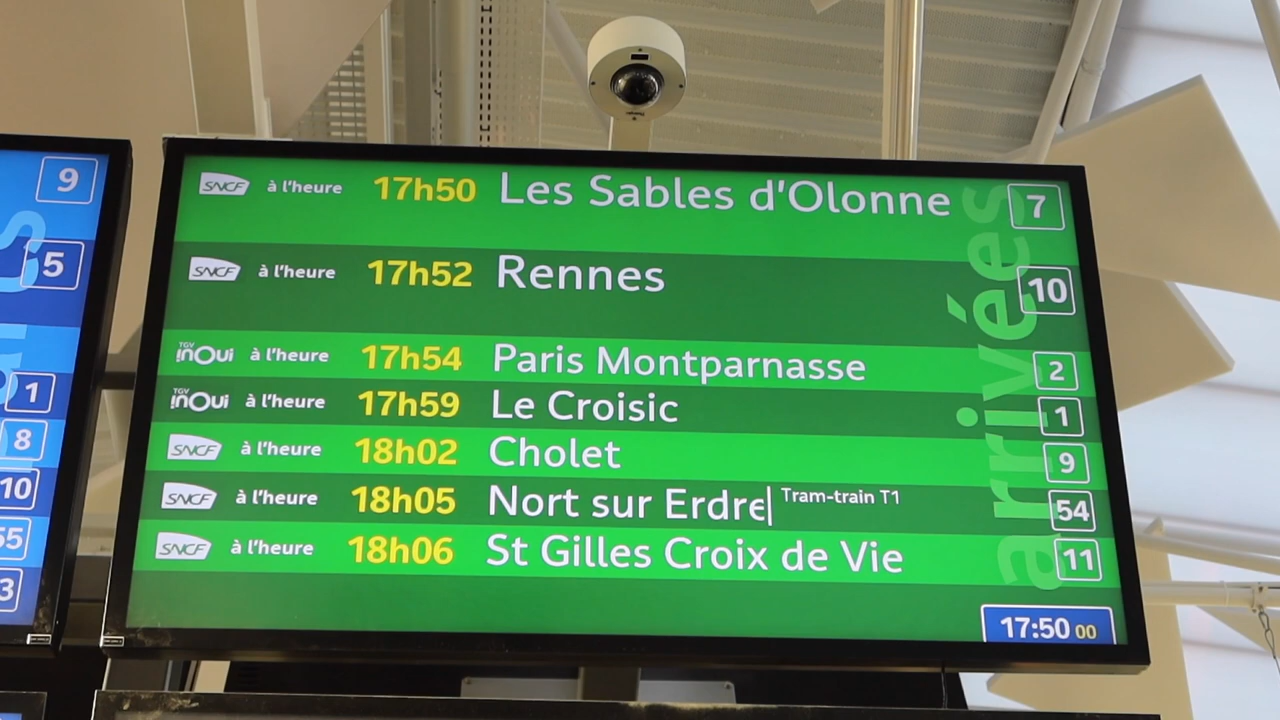 9
5
1
8
10
55
3
SNCF à l'heure 17h50 Les Sables d'Olonne 7
SNCF à l'heure 17h52 Rennes 10
TGV inOui à l'heure 17h54 Paris Montparnasse 2
TGV inOui à l'heure 17h59 Le Croisic 1
SNCF à l'heure 18h02 Cholet 9
SNCF à l'heure 18h05 Nort sur Erdre| Tram-train T1 54
SNCF à l'heure 18h06 St Gilles Croix de Vie 11
arrivées
17:50 00